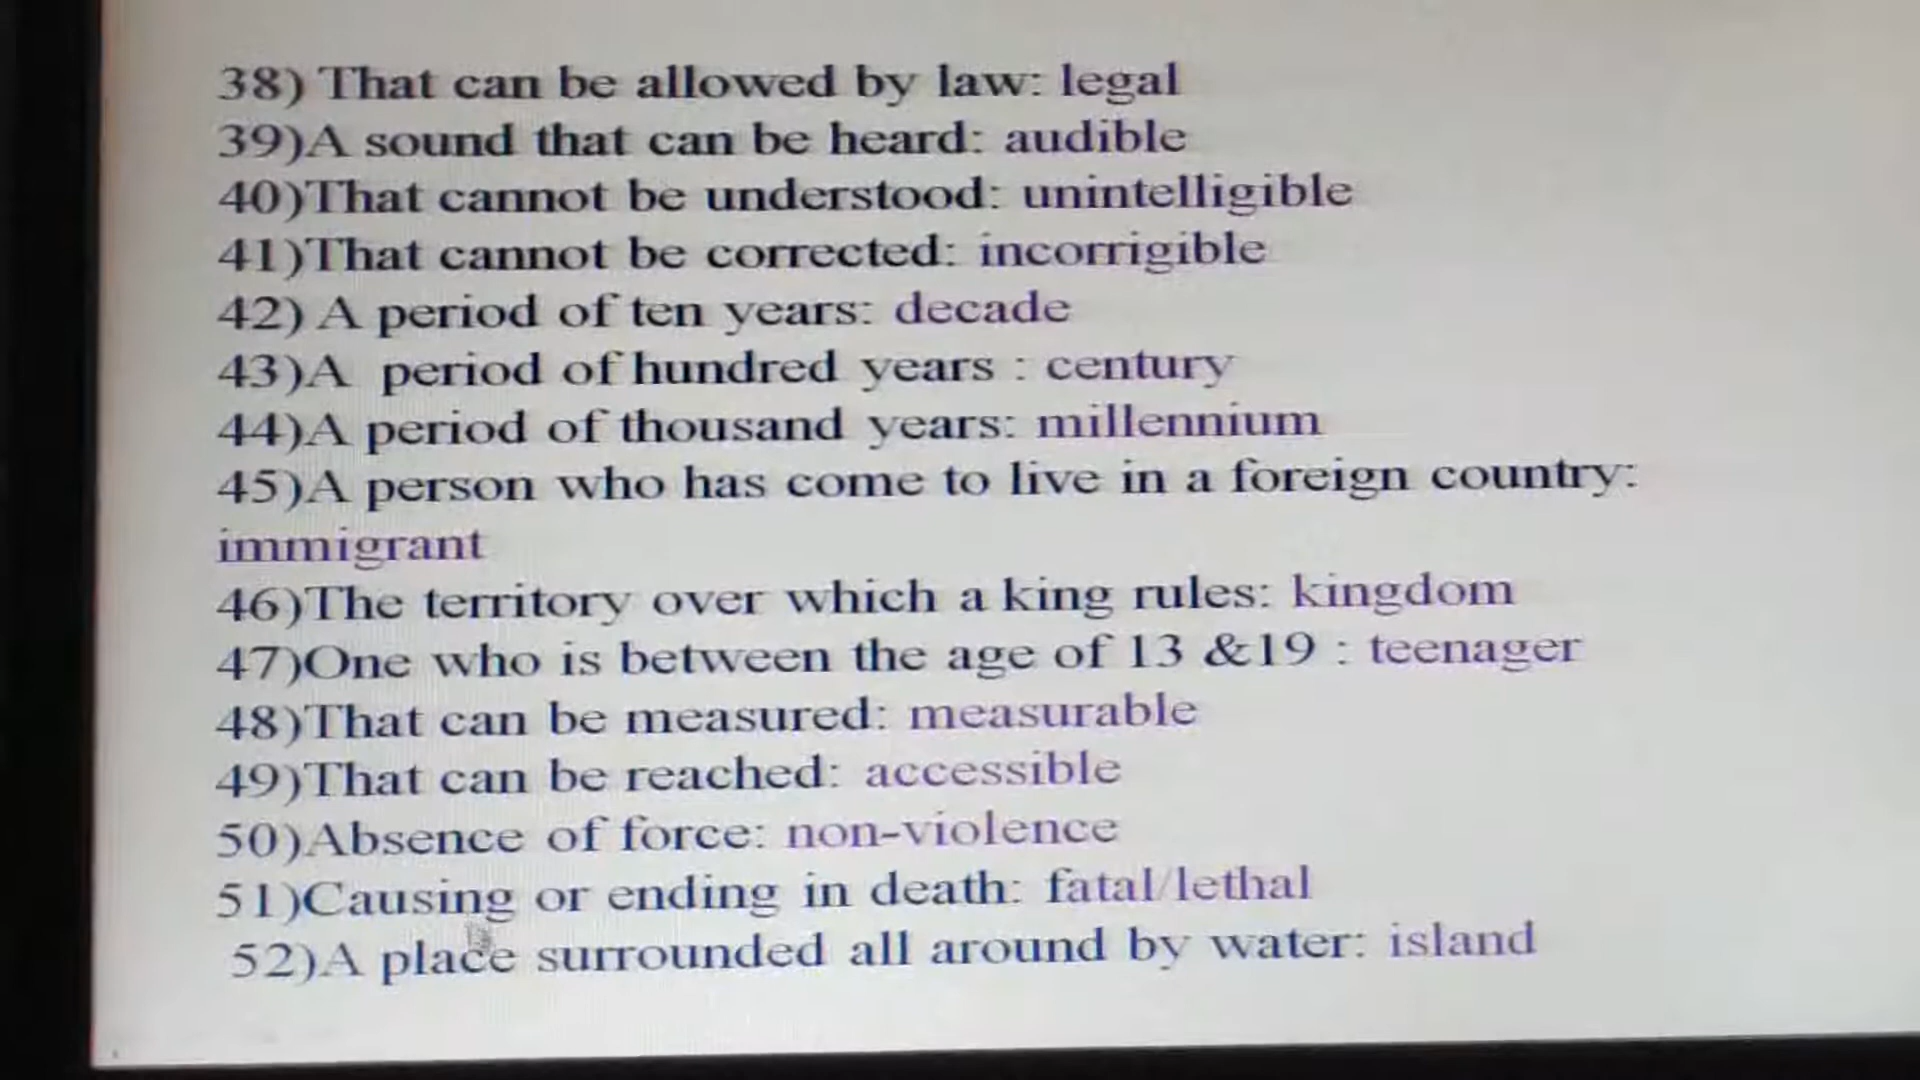 38) That can be allowed by law: legal
39)A sound that can be heard: audible
40)That cannot be understood: unintelligible
41)That cannot be corrected: incorrigible
42) A period of ten years: decade
43)A period of hundred years : century
44)A period of thousand years: millennium
45)A person who has come to live in a foreign country:
immigrant
46)The territory over which a king rules: kingdom
47)One who is between the age of 13 &19 : teenager
48)That can be measured: measurable
49)That can be reached: accessible
50)Absence of force: non-violence
51)Causing or ending in death: fatal/lethal
52)A place surrounded all around by water: island